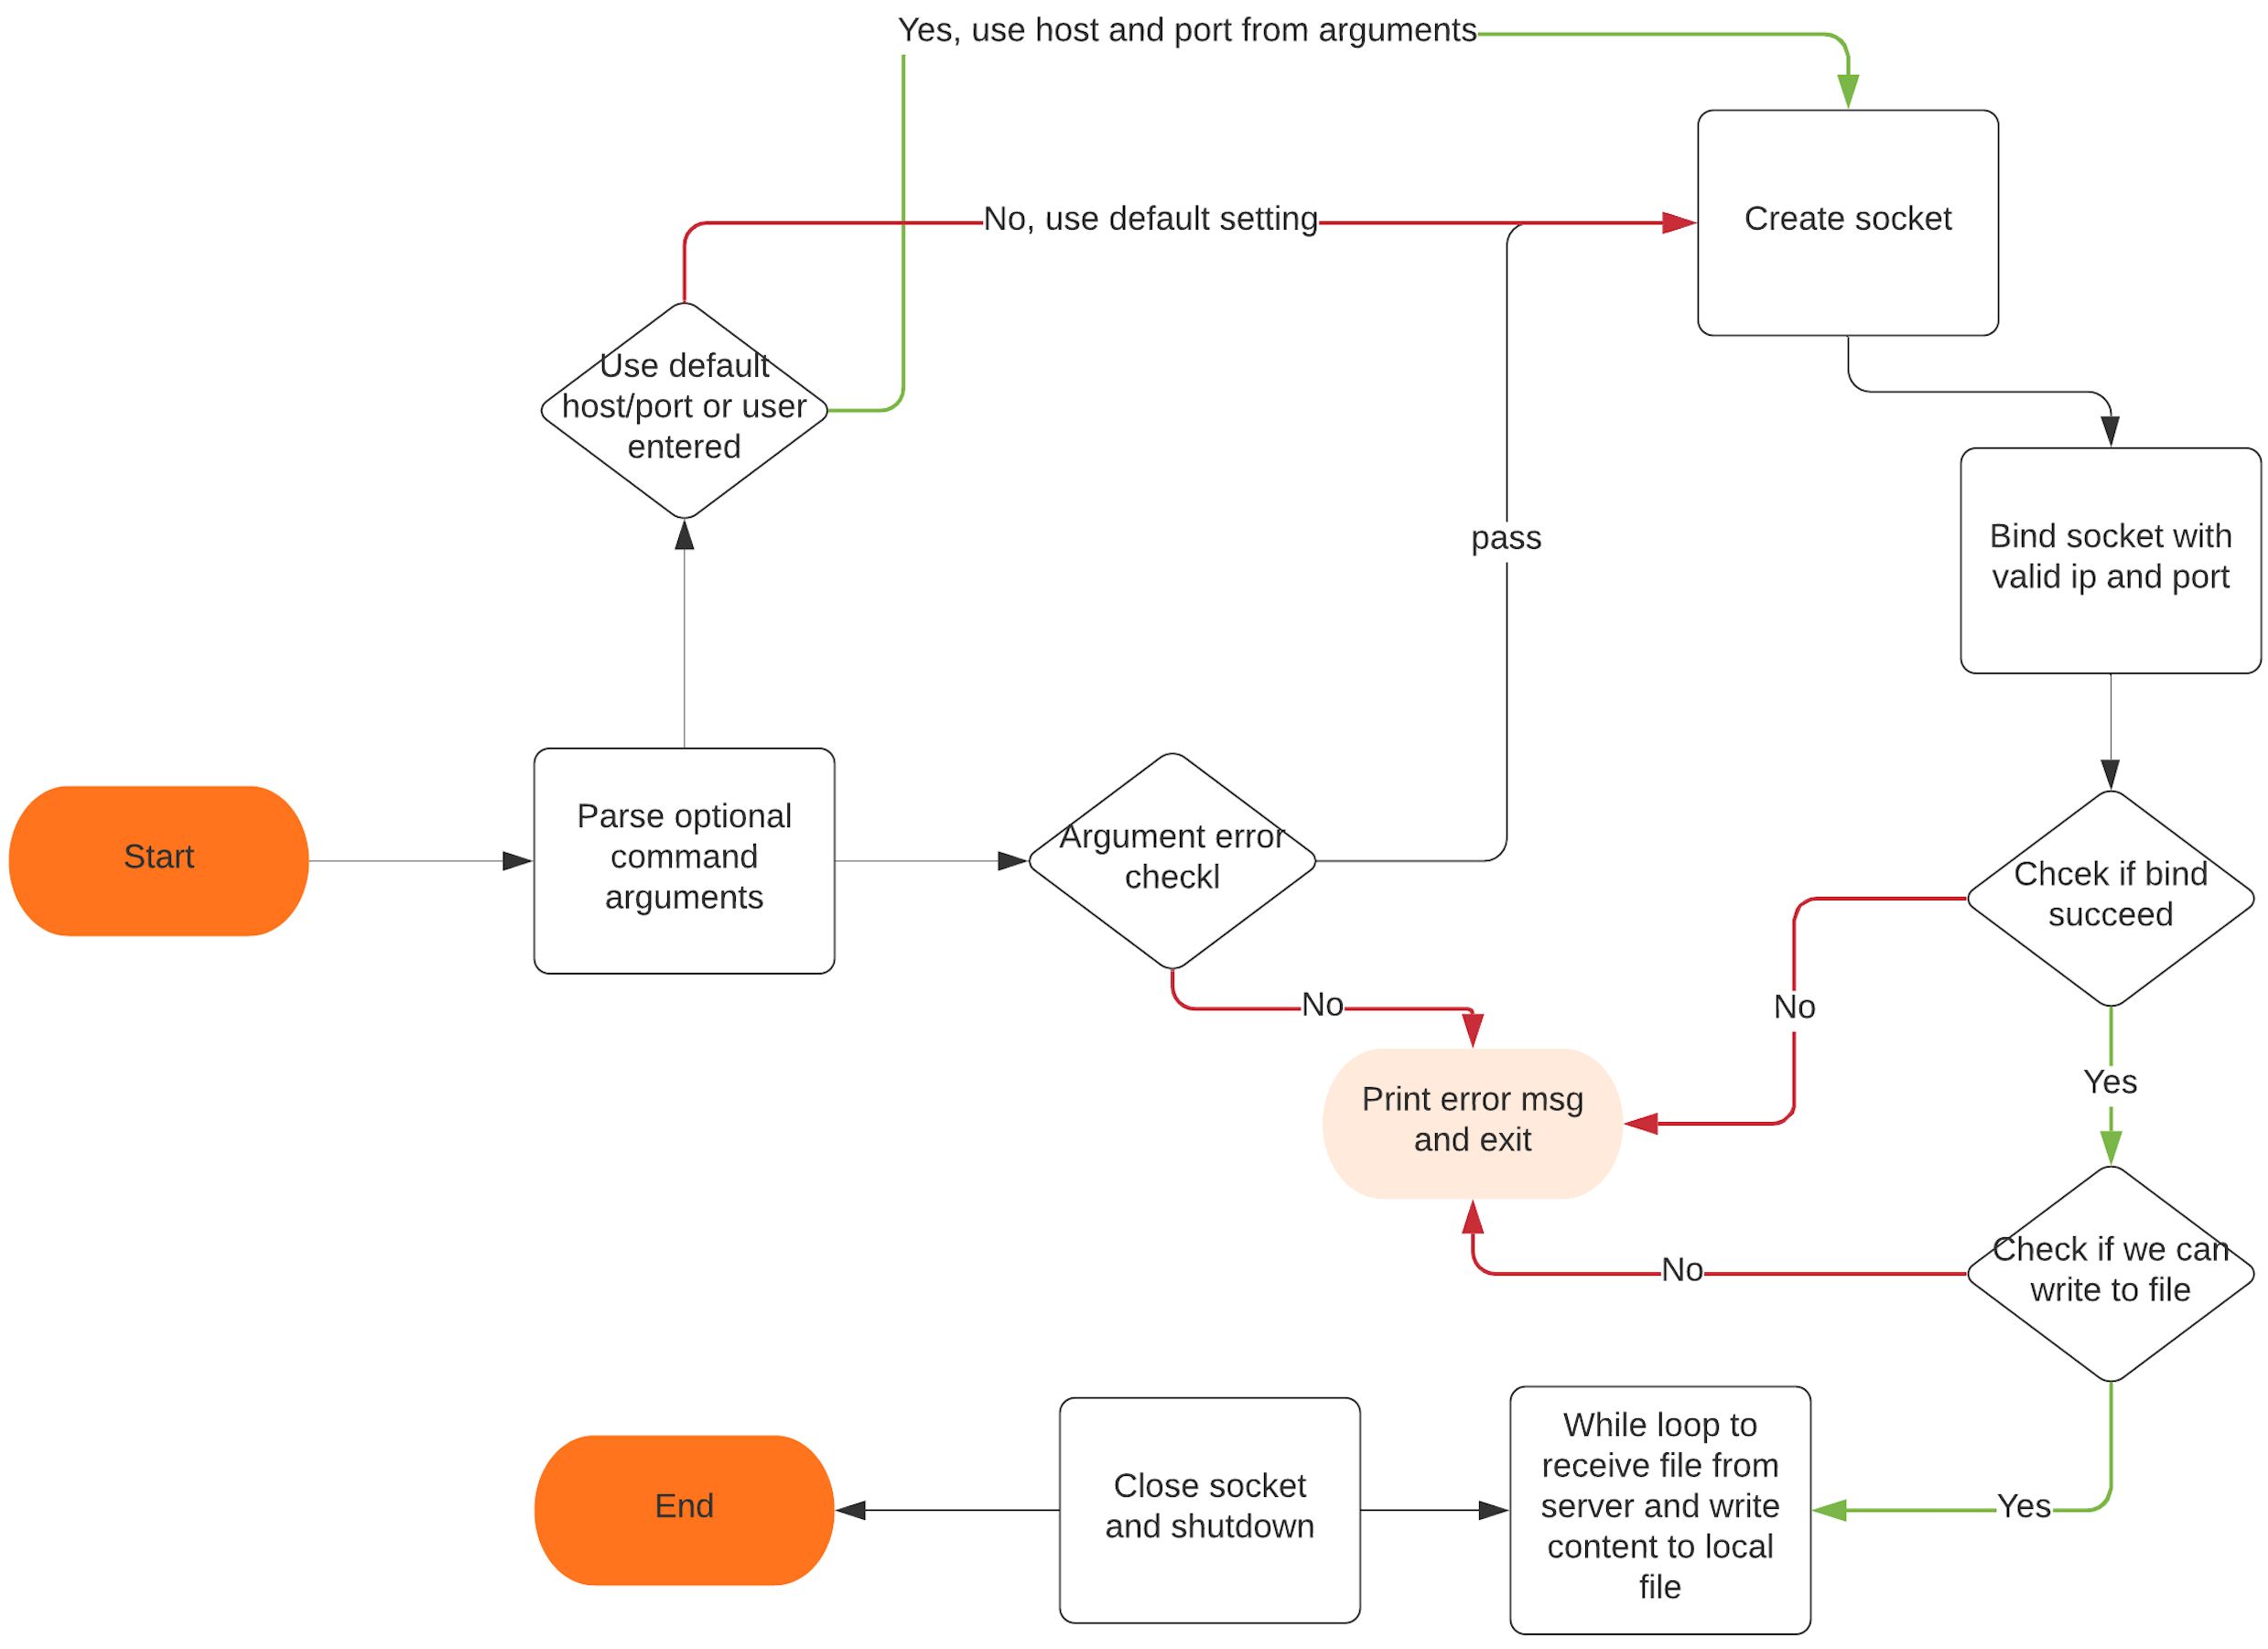 Yes, use host and port from arguments
No, use default setting
Create socket
Use default
host/port or user
entered
pass
Bind socket with
valid ip and port
Start
Parse optional
command
arguments
Argument error
checkl
Chcek if bind
succeed
No
No
Yes
Print error msg
and exit
Check if we can
write to file
No
End
Close socket
and shutdown
While loop to
receive file from
server and write
content to local
file
Yes